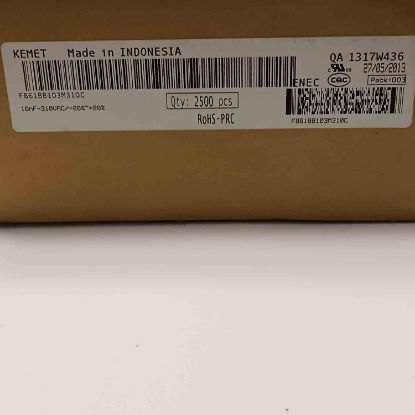 KEMET Made in INDONESIA
QA 1317W436
27/05/2013
ENEC
CQC
Pack:003
F861BB103M310C
Qty: 2500 pcs
10nF-310VAC/-20%~+20%
RoHS-PRC
F861BB103M310C